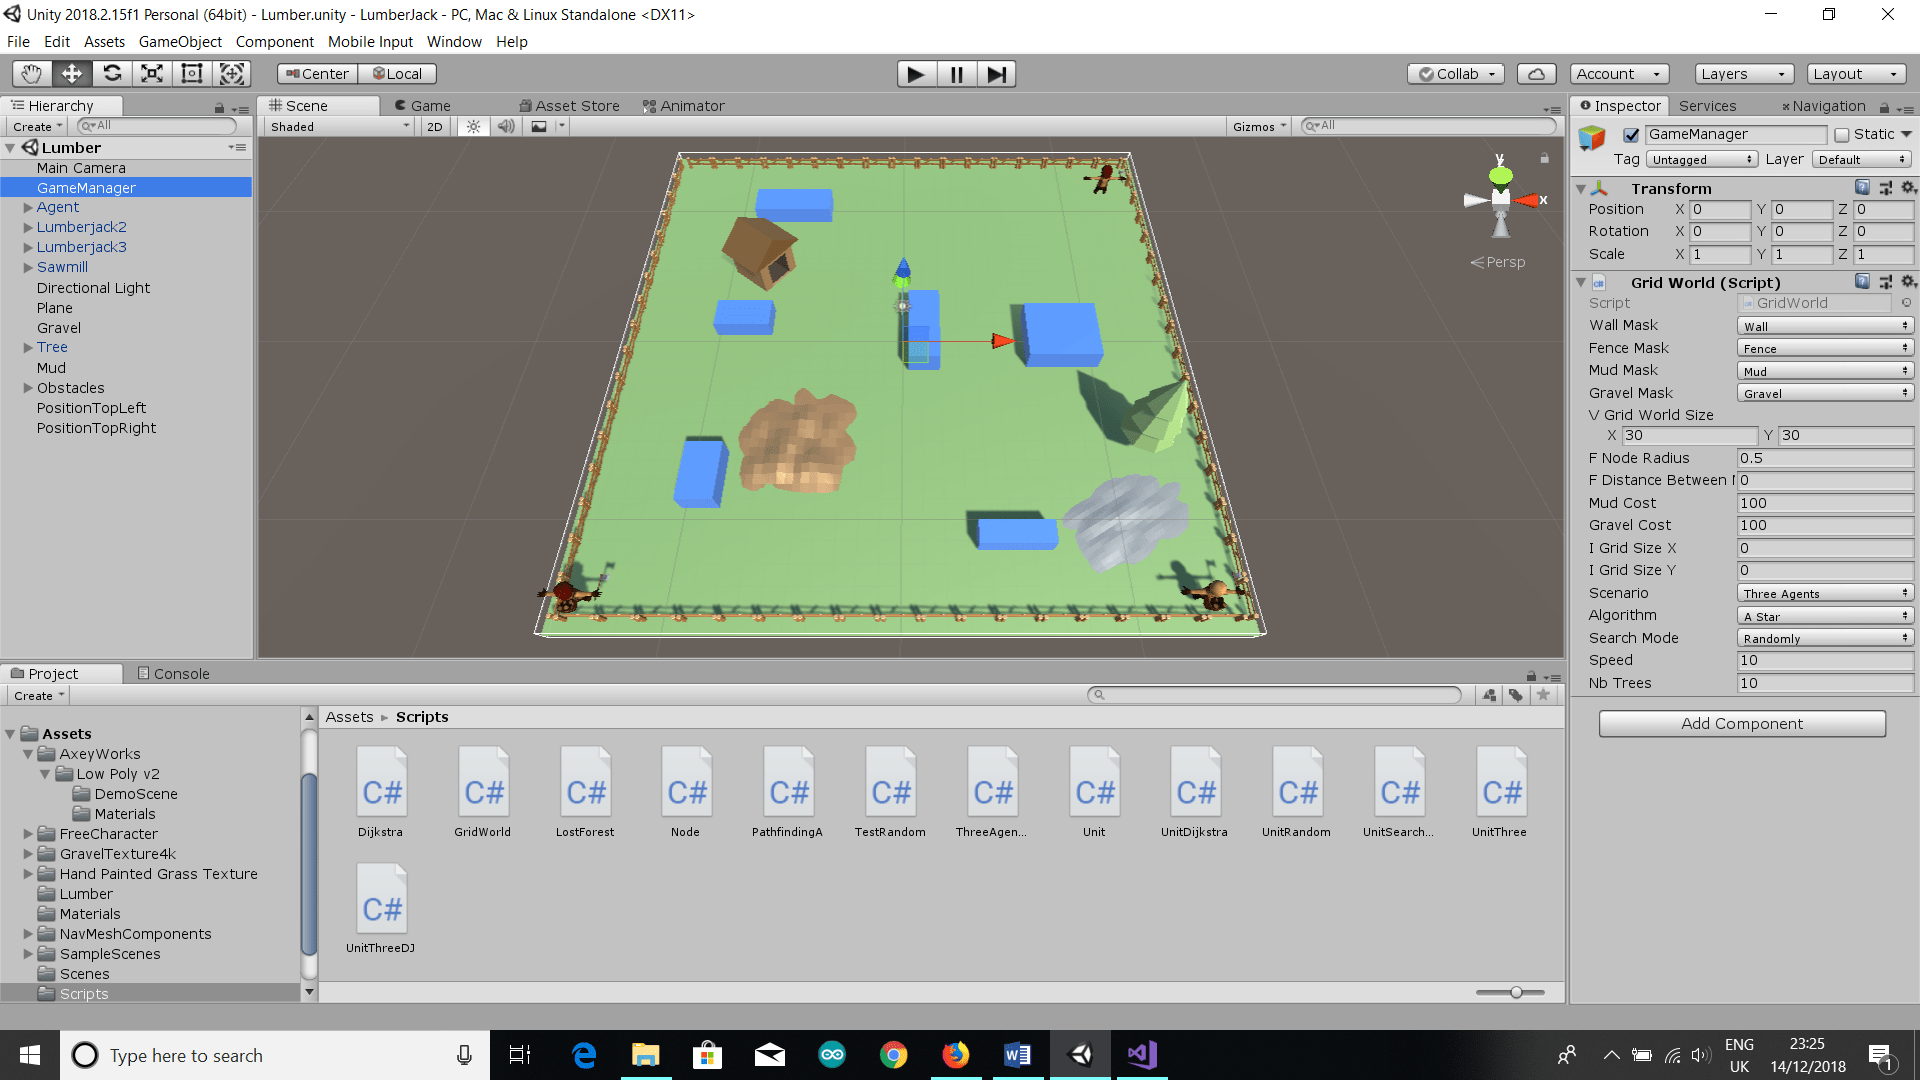 Unity 2018.2.15f1 Personal (64bit) - Lumber.unity - LumberJack - PC, Mac & Linux Standalone <DX11>
File Edit Assets GameObject Component Mobile Input Window Help
Center Local Collab Account Layers Layout
Hierarchy
Create All
Lumber
Main Camera
GameManager
Agent
Lumberjack2
Lumberjack3
Sawmill
Directional Light
Plane
Gravel
Tree
Mud
Obstacles
PositionTopLeft
PositionTopRight
Scene Game Asset Store Animator
Shaded 2D Gizmos All
y
x
Persp
Inspector Services Navigation
GameManager Static
Tag Untagged Layer Default
Transform
Position X 0 Y 0 Z 0
Rotation X 0 Y 0 Z 0
Scale X 1 Y 1 Z 1
Grid World (Script)
Script GridWorld
Wall Mask Wall
Fence Mask Fence
Mud Mask Mud
Gravel Mask Gravel
V Grid World Size
X 30 Y 30
F Node Radius 0.5
F Distance Between 0
Mud Cost 100
Gravel Cost 100
I Grid Size X 0
I Grid Size Y 0
Scenario Three Agents
Algorithm A Star
Search Mode Randomly
Speed 10
Nb Trees 10
Add Component
Project Console
Create
Assets
AxeyWorks
Low Poly v2
DemoScene
Materials
FreeCharacter
GravelTexture4k
Hand Painted Grass Texture
Lumber
Materials
NavMeshComponents
SampleScenes
Scenes
Scripts
Assets Scripts
C# C# C# C# C# C# C# C# C# C# C# C#
Dijkstra GridWorld LostForest Node PathfindingA TestRandom ThreeAgen... Unit UnitDijkstra UnitRandom UnitSearch... UnitThree
C#
UnitThreeDJ
Type here to search
ENG
UK
23:25
14/12/2018
1